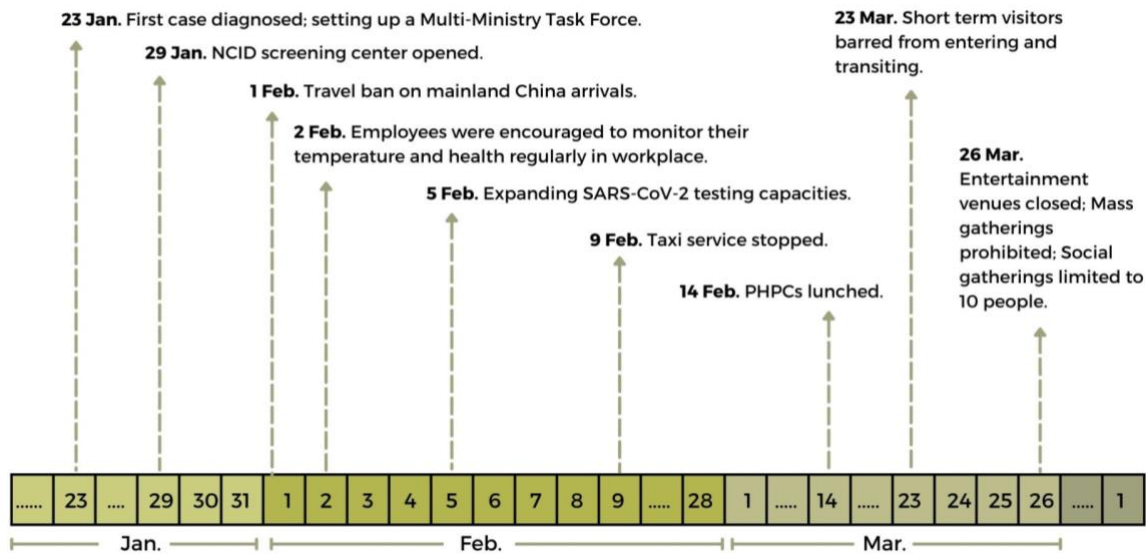 23 Jan. First case diagnosed; setting up a Multi-Ministry Task Force.
29 Jan. NCID screening center opened.
1 Feb. Travel ban on mainland China arrivals.
2 Feb. Employees were encouraged to monitor their
temperature and health regularly in workplace.
5 Feb. Expanding SARS-CoV-2 testing capacities.
9 Feb. Taxi service stopped.
14 Feb. PHPCs lunched.
23 Mar. Short term visitors
barred from entering and
transiting.
26 Mar.
Entertainment
venues closed; Mass
gatherings
prohibited; Social
gatherings limited to
10 people.
...... 23 .... 29 30 31 1 2 3 4 5 6 7 8 9 ..... 28 1 ..... 14 ..... 23 24 25 26 ..... 1
Jan. Feb. Mar.